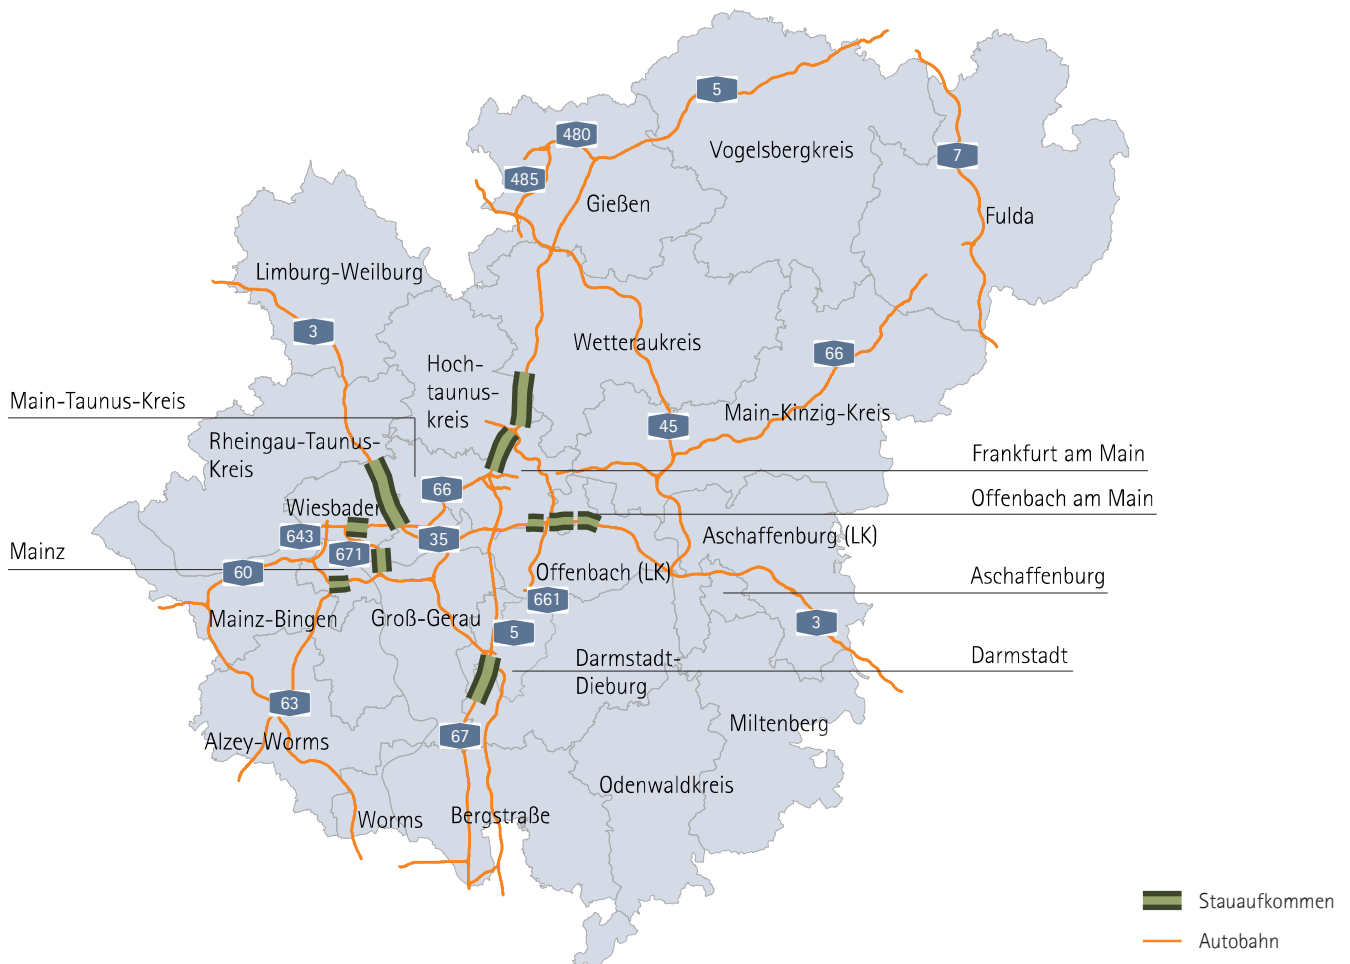 5
480
7
Vogelsbergkreis
485
Gießen
Fulda
Limburg-Weilburg
3
Wetteraukreis
66
Hoch-
taunus-
kreis
Main-Taunus-Kreis
Main-Kinzig-Kreis
45
Rheingau-Taunus-
Kreis
Frankfurt am Main
66
Offenbach am Main
Wiesbaden
643
35
Aschaffenburg (LK)
Mainz
671
60
Offenbach (LK)
Aschaffenburg
661
Mainz-Bingen
Groß-Gerau
5
3
Darmstadt-
Dieburg
Darmstadt
63
Miltenberg
67
Alzey-Worms
Odenwaldkreis
Worms
Bergstraße
Stauaufkommen
Autobahn